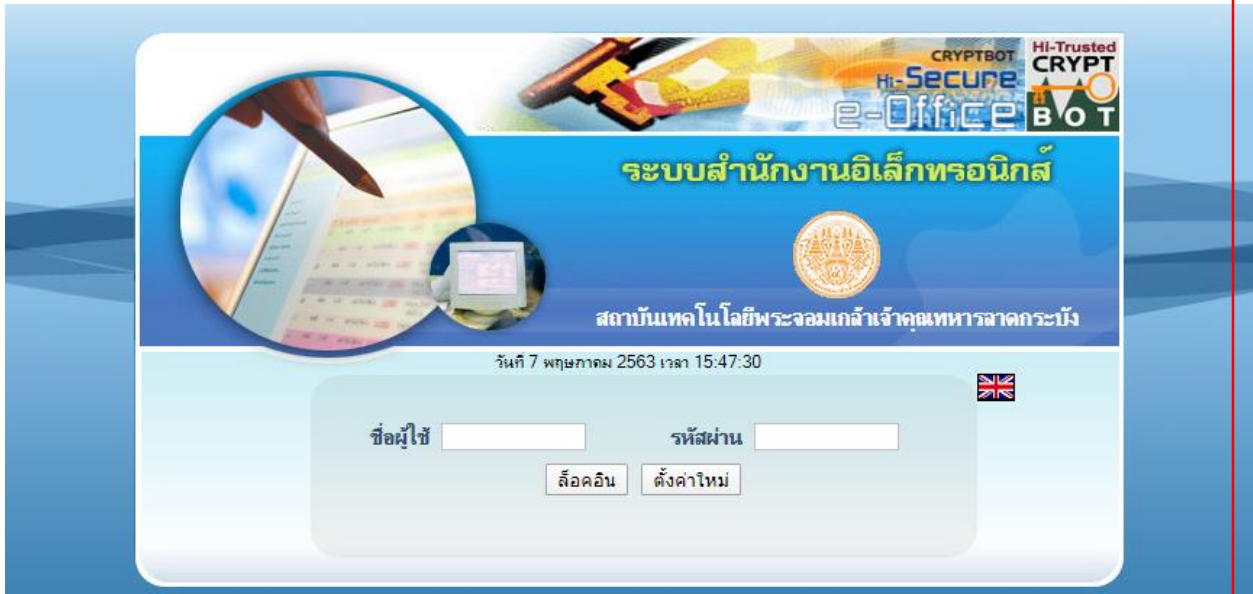 CRYPTBOT
Hi-Secure
e-Office
Hi-Trusted
CRYPT
BOT
ระบบสำนักงานอิเล็กทรอนิกส์
สถาบันเทคโนโลยีพระจอมเกล้าเจ้าคุณทหารลาดกระบัง
วันที่ 7 พฤษภาคม 2563 เวลา 15:47:30
ชื่อผู้ใช้ รหัสผ่าน
ล็อคอิน ตั้งค่าใหม่